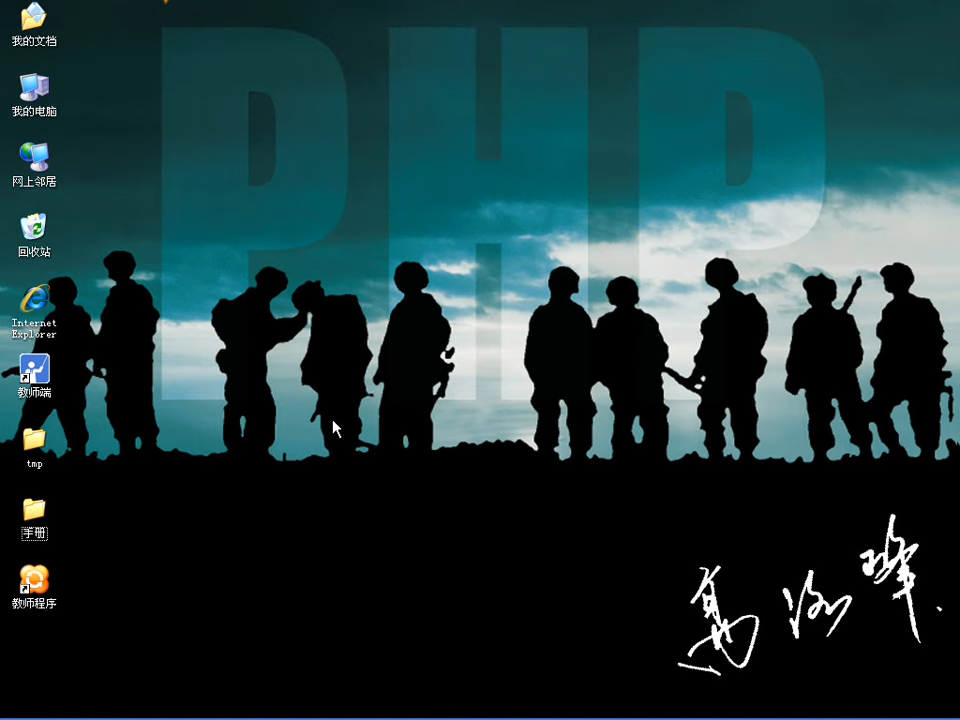 PHP
我的文档
我的电脑
网上邻居
回收站
Internet
Explorer
教师端
tmp
手册
教师程序